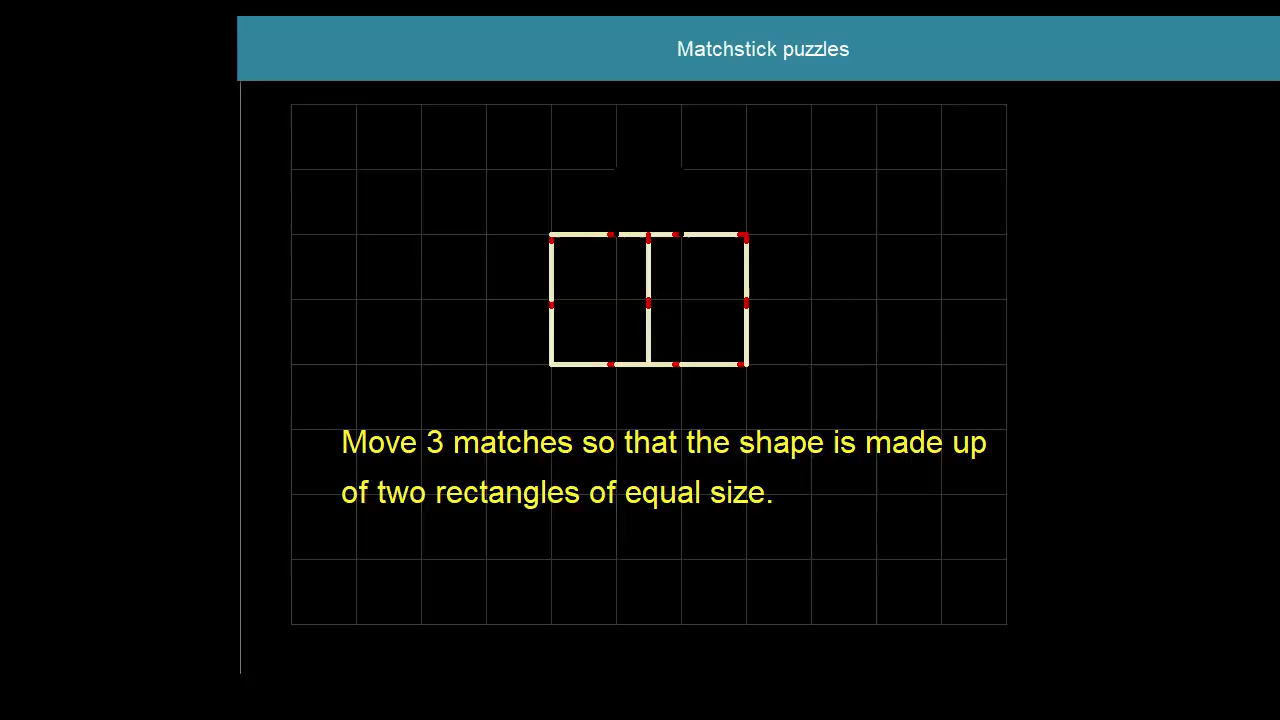 Matchstick puzzles
Move 3 matches so that the shape is made up
of two rectangles of equal size.